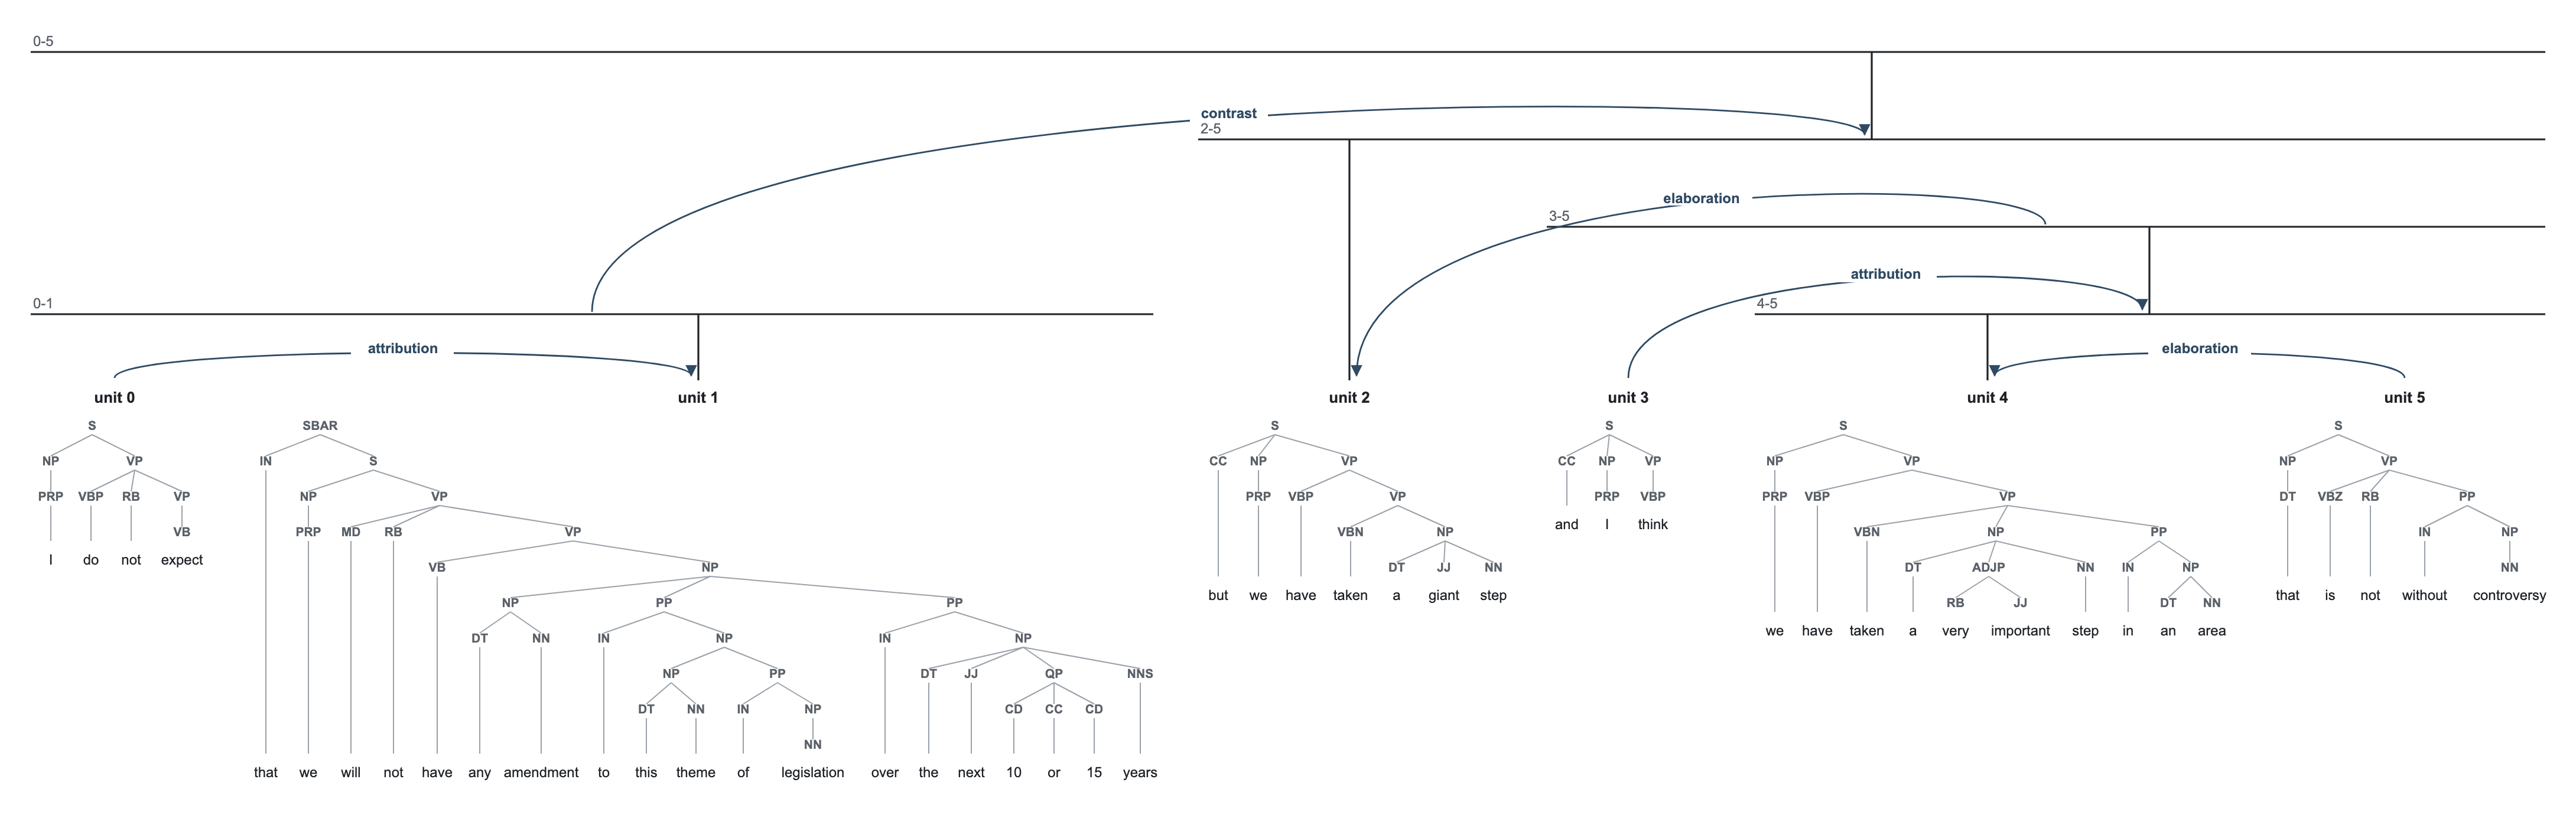 0-5
contrast
2-5
elaboration
3-5
attribution
0-1
4-5
attribution
elaboration
unit 0 unit 1 unit 2 unit 3 unit 4 unit 5
S SBAR S S S S
NP VP IN S CC NP VP CC NP VP NP VP NP VP
PRP VBP RB VP NP VP PRP VBP VP PRP VBP PRP VBP VP DT VBZ RB PP
and I think
VB PRP MD RB VP VBN NP VBN NP PP IN NP
I do not expect
VB NP DT JJ NN DT ADJP NN IN NP NN
but we have taken a giant step that is not without controversy
NP PP PP RB JJ DT NN
we have taken a very important step in an area
DT NN IN NP IN NP
NP PP DT JJ QP NNS
DT NN IN NP CD CC CD
NN
that we will not have any amendment to this theme of legislation over the next 10 or 15 years